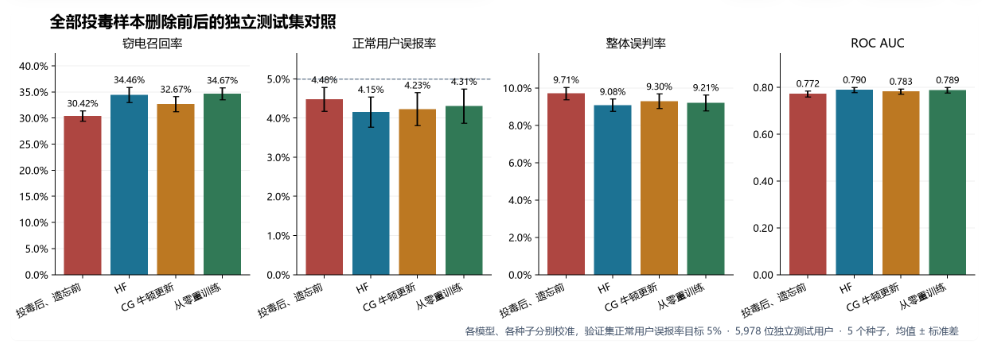 全部投毒样本删除前后的独立测试集对照
窃电召回率
40.0%
35.0%
30.0%
25.0%
20.0%
15.0%
10.0%
5.0%
0.0%
30.42%
34.46%
32.67%
34.67%
投毒后、遗忘前
HF
CG 牛顿更新
从零重训练
正常用户误报率
5.0%
4.0%
3.0%
2.0%
1.0%
0.0%
4.48%
4.15%
4.23%
4.31%
投毒后、遗忘前
HF
CG 牛顿更新
从零重训练
整体误判率
10.0%
8.0%
6.0%
4.0%
2.0%
0.0%
9.71%
9.08%
9.30%
9.21%
投毒后、遗忘前
HF
CG 牛顿更新
从零重训练
ROC AUC
0.80
0.60
0.40
0.20
0.00
0.772
0.790
0.783
0.789
投毒后、遗忘前
HF
CG 牛顿更新
从零重训练
各模型、各种子分别校准，验证集正常用户误报率目标 5% · 5,978 位独立测试用户 · 5 个种子，均值 ± 标准差